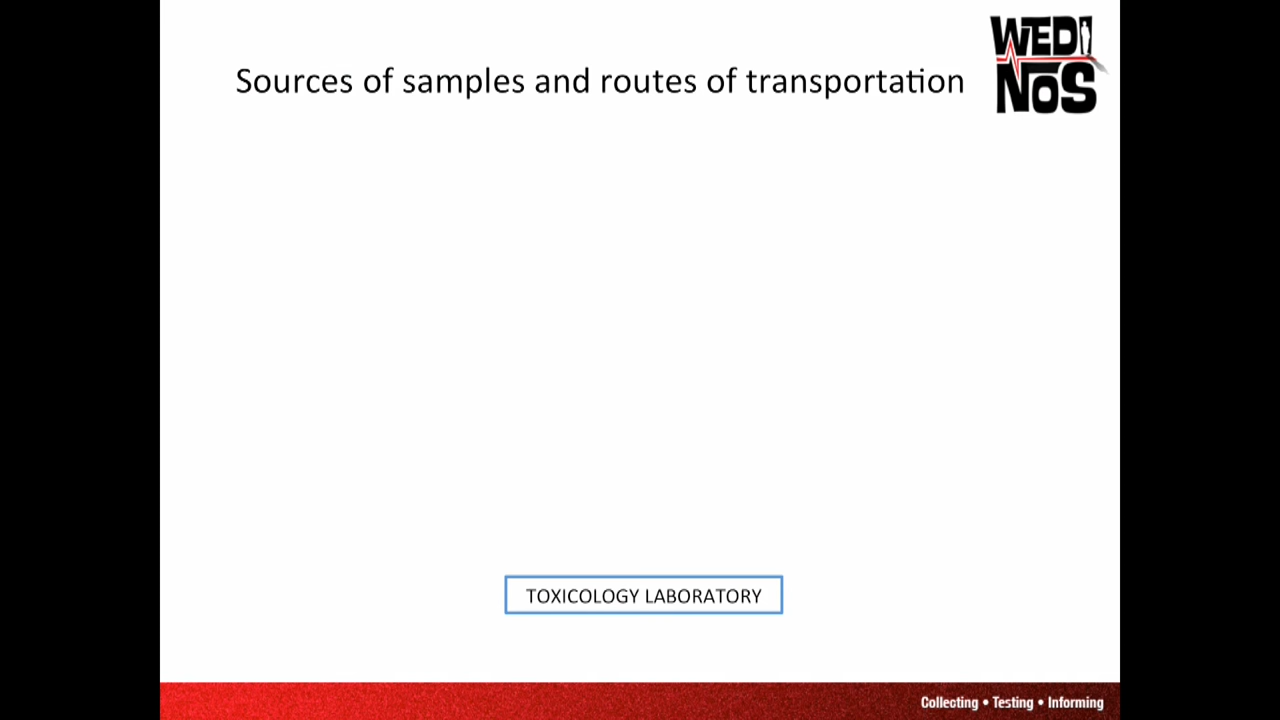 Sources of samples and routes of transportation
WEDI
NOS
TOXICOLOGY LABORATORY
Collecting • Testing • Informing